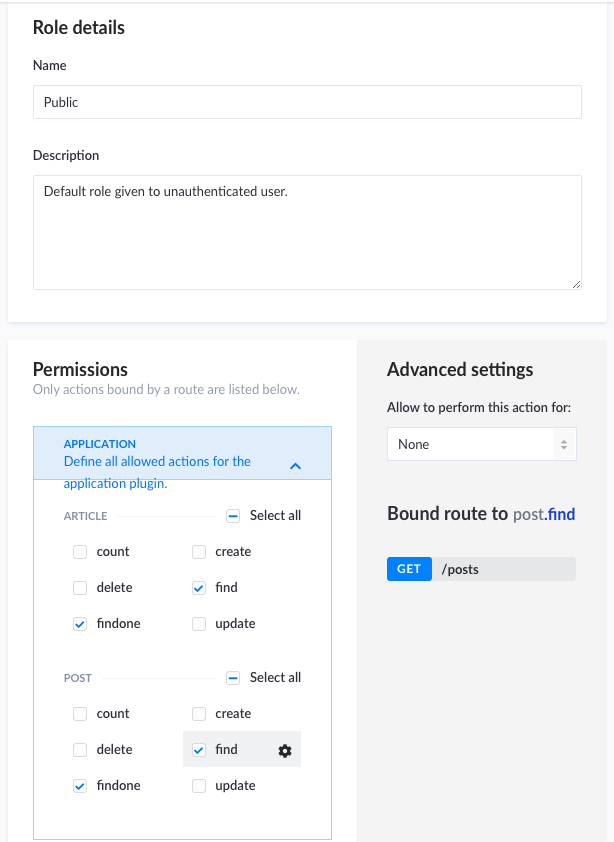 Role details
Name
Public
Description
Default role given to unauthenticated user.
Permissions
Only actions bound by a route are listed below.
APPLICATION
Define all allowed actions for the
application plugin.
ARTICLE
Select all
count
create
delete
find
findone
update
POST
Select all
count
create
delete
find
findone
update
Advanced settings
Allow to perform this action for:
None
Bound route to post.find
GET /posts